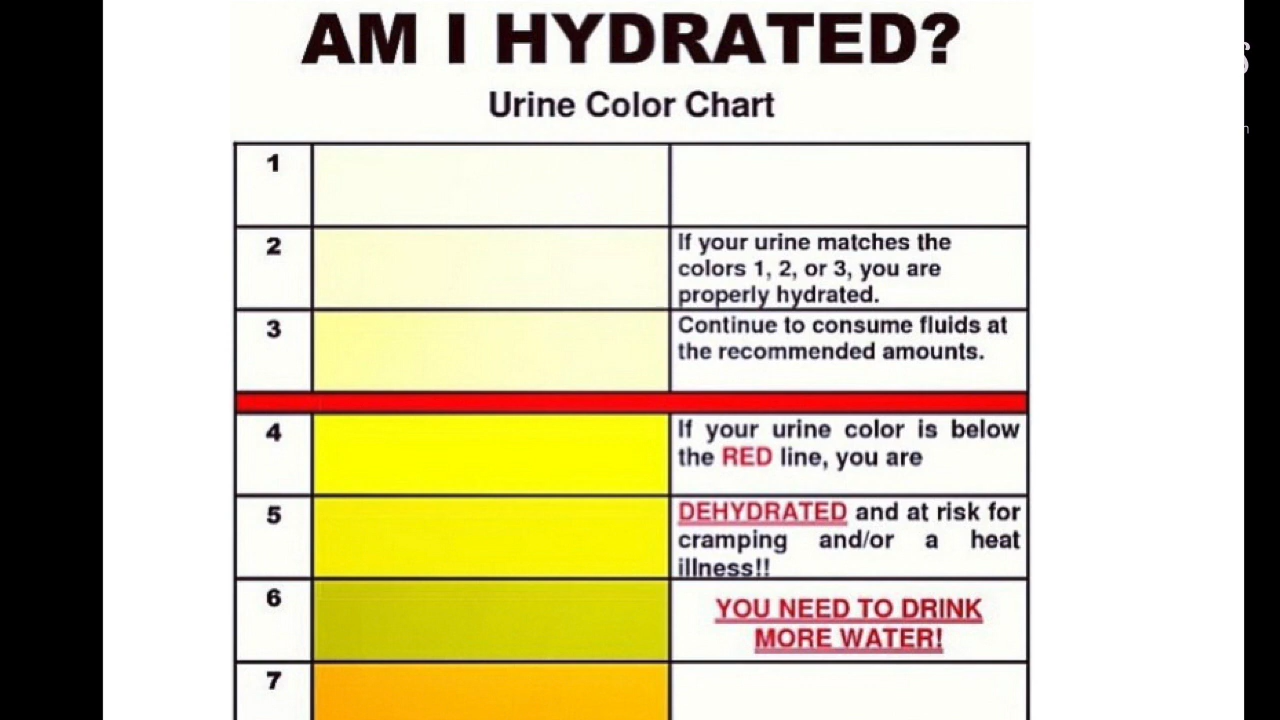 AM I HYDRATED?
Urine Color Chart
1
2
If your urine matches the
colors 1, 2, or 3, you are
properly hydrated.
3
Continue to consume fluids at
the recommended amounts.
4
If your urine color is below
the RED line, you are
5
DEHYDRATED and at risk for
cramping and/or a heat
illness!!
6
YOU NEED TO DRINK
MORE WATER!
7